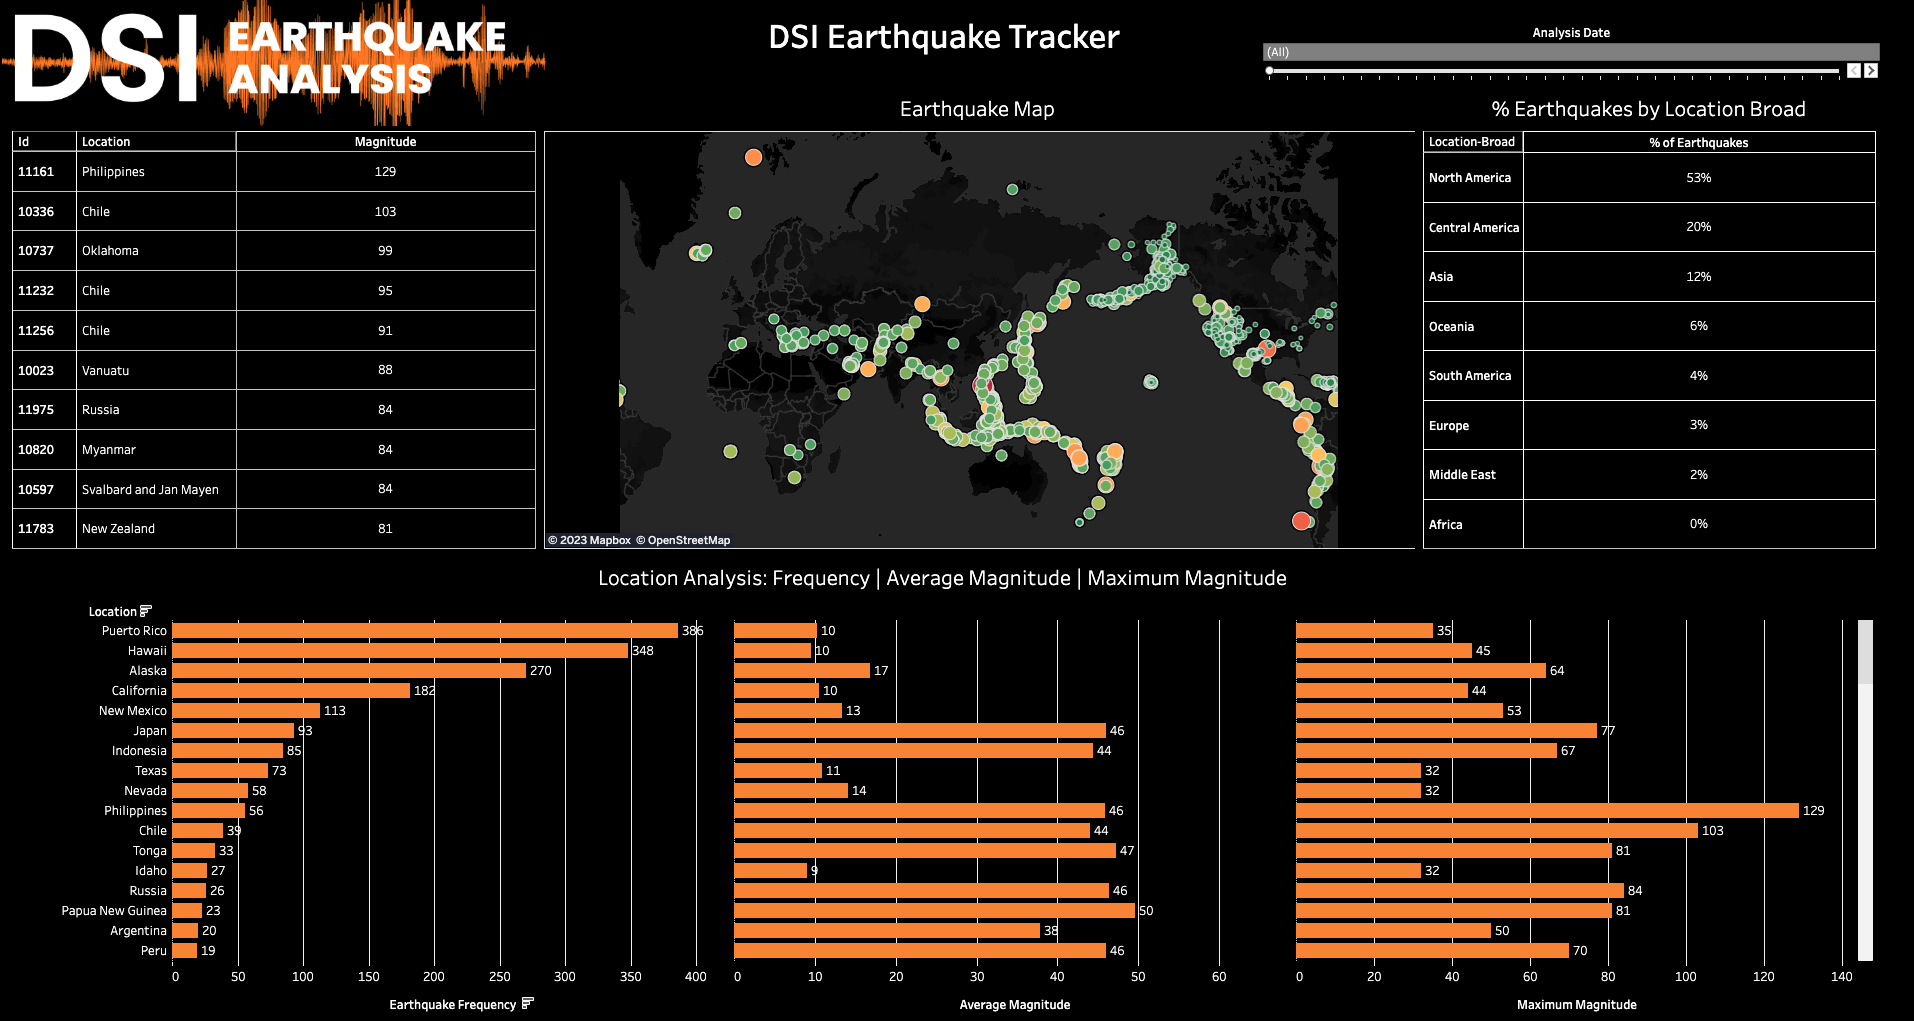 DSI EARTHQUAKE
ANALYSIS
DSI Earthquake Tracker
Analysis Date
(All)
Earthquake Map
% Earthquakes by Location Broad
Id Location Magnitude
11161 Philippines 129
10336 Chile 103
10737 Oklahoma 99
11232 Chile 95
11256 Chile 91
10023 Vanuatu 88
11975 Russia 84
10820 Myanmar 84
10597 Svalbard and Jan Mayen 84
11783 New Zealand 81
© 2023 Mapbox © OpenStreetMap
Location-Broad % of Earthquakes
North America 53%
Central America 20%
Asia 12%
Oceania 6%
South America 4%
Europe 3%
Middle East 2%
Africa 0%
Location Analysis: Frequency | Average Magnitude | Maximum Magnitude
Location
Puerto Rico 386 10 35
Hawaii 348 10 45
Alaska 270 17 64
California 182 10 44
New Mexico 113 13 53
Japan 93 46 77
Indonesia 85 44 67
Texas 73 11 32
Nevada 58 14 32
Philippines 56 46 129
Chile 39 44 103
Tonga 33 47 81
Idaho 27 9 32
Russia 26 46 84
Papua New Guinea 23 50 81
Argentina 20 38 50
Peru 19 46 70
0 50 100 150 200 250 300 350 400 0 10 20 30 40 50 60 0 20 40 60 80 100 120 140
Earthquake Frequency Average Magnitude Maximum Magnitude